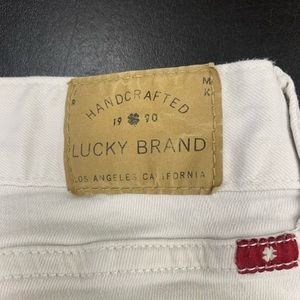 HANDCRAFTED
19 90
LUCKY BRAND
LOS ANGELES CALIFORNIA